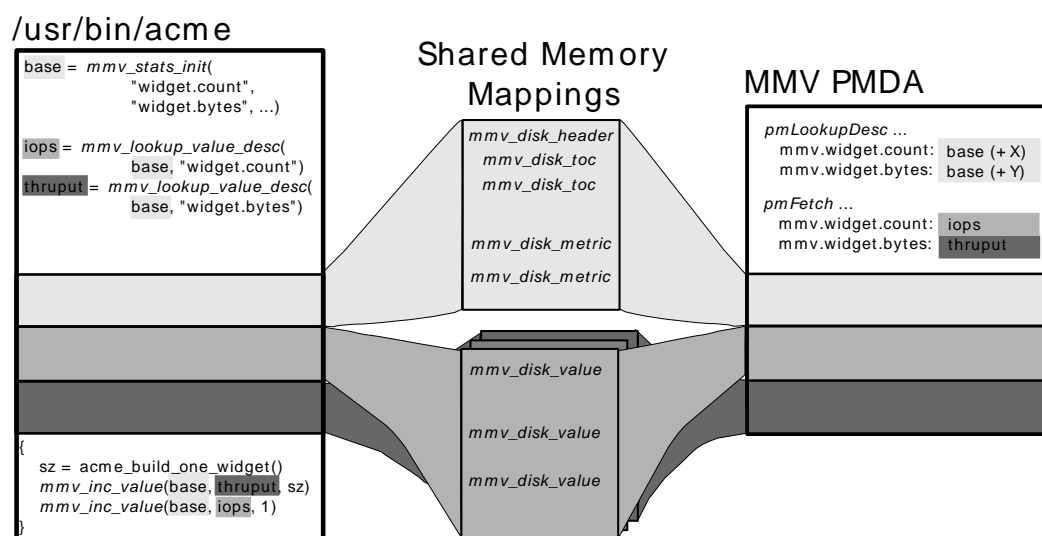 /usr/bin/acme
base = mmv_stats_init(
"widget.count",
"widget.bytes", ...)
iops = mmv_lookup_value_desc(
base, "widget.count")
thruput = mmv_lookup_value_desc(
base, "widget.bytes")
{
sz = acme_build_one_widget()
mmv_inc_value(base, thruput, sz)
mmv_inc_value(base, iops, 1)
}
Shared Memory
Mappings
mmv_disk_header
mmv_disk_toc
mmv_disk_toc
mmv_disk_metric
mmv_disk_metric
mmv_disk_value
mmv_disk_value
mmv_disk_value
MMV PMDA
pmLookupDesc ...
mmv.widget.count: base (+X)
mmv.widget.bytes: base (+Y)
pmFetch ...
mmv.widget.count: iops
mmv.widget.bytes: thruput